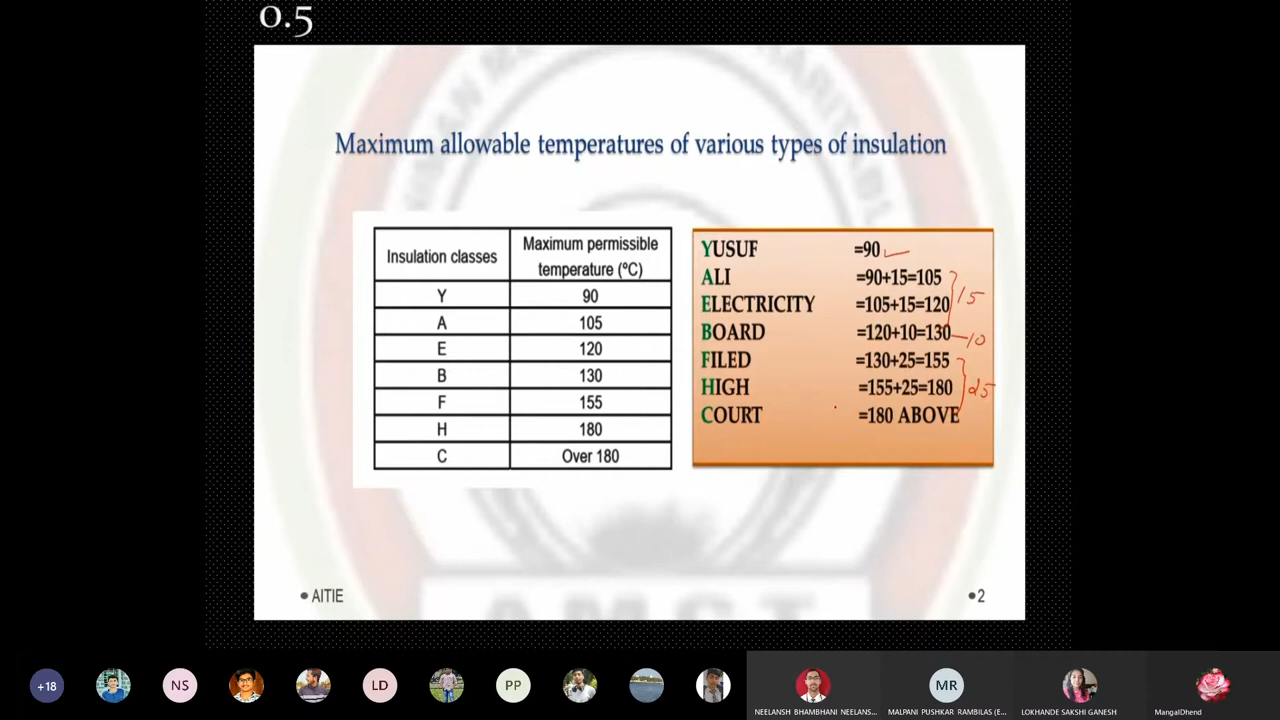 0.5
Maximum allowable temperatures of various types of insulation
Insulation classes Maximum permissible temperature (ºC)
Y 90
A 105
E 120
B 130
F 155
H 180
C Over 180
YUSUF =90
ALI =90+15=105
ELECTRICITY =105+15=120
BOARD =120+10=130
FILED =130+25=155
HIGH =155+25=180
COURT =180 ABOVE
15
10
25
• AITIE
• 2
A M C T
+18
NS
LD
PP
MR
NEELANSH BHAMBHANI NEELANS...
MALPANI PUSHKAR RAMBILAS (E...
LOKHANDE SAKSHI GANESH
MangalDhend